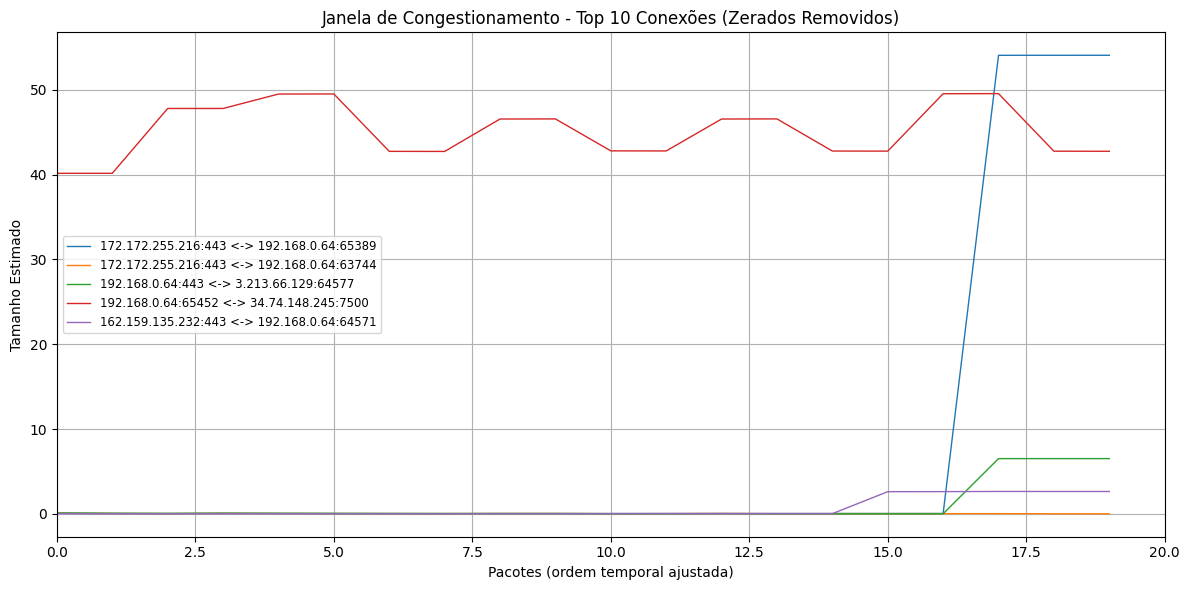 Janela de Congestionamento - Top 10 Conexões (Zerados Removidos)
Tamanho Estimado
50
40
30
20
10
0
172.172.255.216:443 <-> 192.168.0.64:65389
172.172.255.216:443 <-> 192.168.0.64:63744
192.168.0.64:443 <-> 3.213.66.129:64577
192.168.0.64:65452 <-> 34.74.148.245:7500
162.159.135.232:443 <-> 192.168.0.64:64571
0.0 2.5 5.0 7.5 10.0 12.5 15.0 17.5 20.0
Pacotes (ordem temporal ajustada)